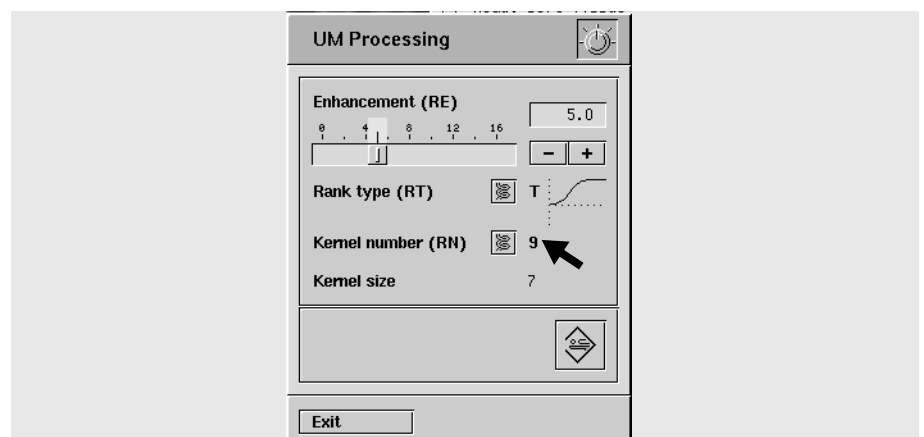 UM Processing
Enhancement (RE)
5.0
0 . 4 . 8 . 12 . 16
- +
Rank type (RT) T
Kernel number (RN) 9
Kernel size 7
Exit